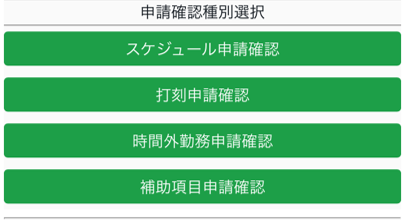 申請確認種別選択
スケジュール申請確認
打刻申請確認
時間外勤務申請確認
補助項目申請確認